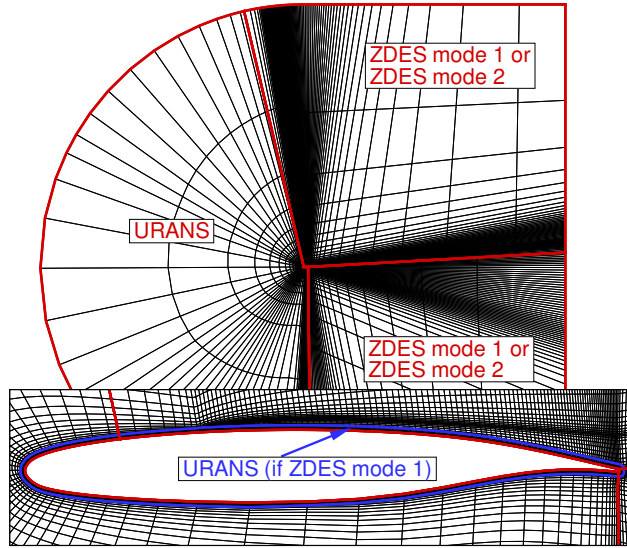 ZDES mode 1 or
ZDES mode 2
URANS
ZDES mode 1 or
ZDES mode 2
URANS (if ZDES mode 1)